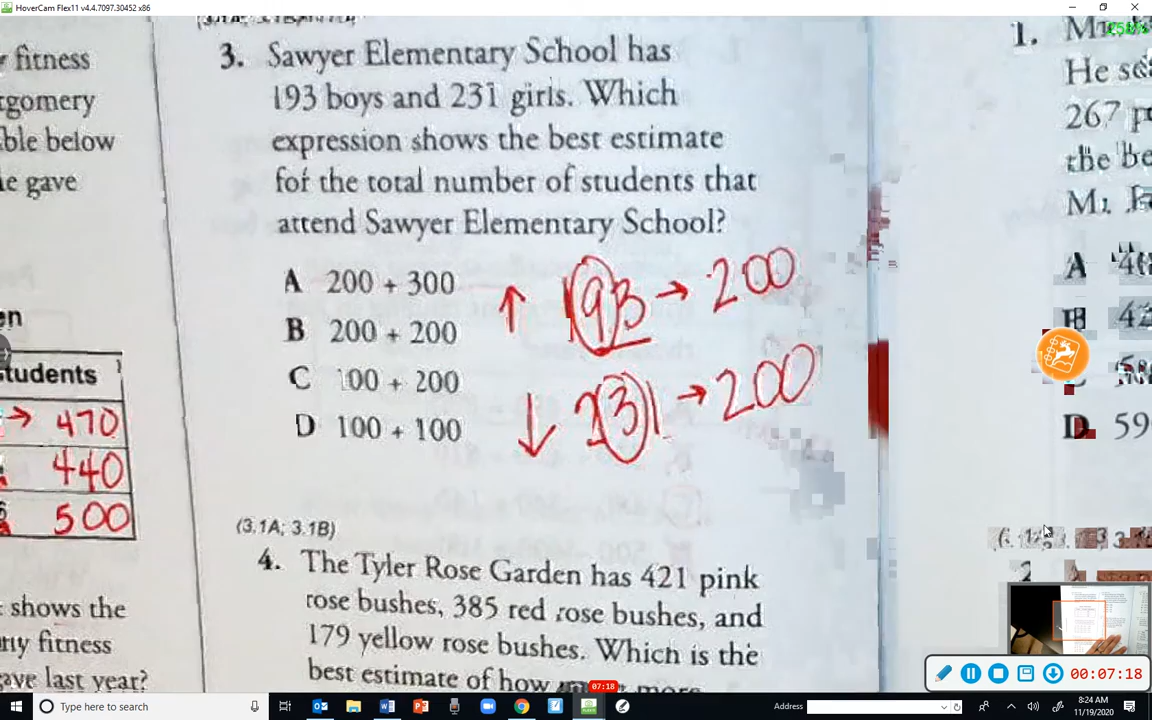 HoverCam Flex11 v4.4.7097.30452 x86
fitness
tgomery
ble below
e gave
en
tudents
→ 470
440
500
shows the
fitness
gave last year?
3. Sawyer Elementary School has
193 boys and 231 girls. Which
expression shows the best estimate
for the total number of students that
attend Sawyer Elementary School?
A 200 + 300
B 200 + 200
C 100 + 200
D 100 + 100
↑ 193 → 200
↓ 231 → 200
(3.1A; 3.1B)
4. The Tyler Rose Garden has 421 pink
rose bushes, 385 red rose bushes, and
179 yellow rose bushes. Which is the
best estimate of how
1.
He
267
the be
A
B
D 59
00:07:18
07:18
Type here to search
Address
8:24 AM
11/19/2020